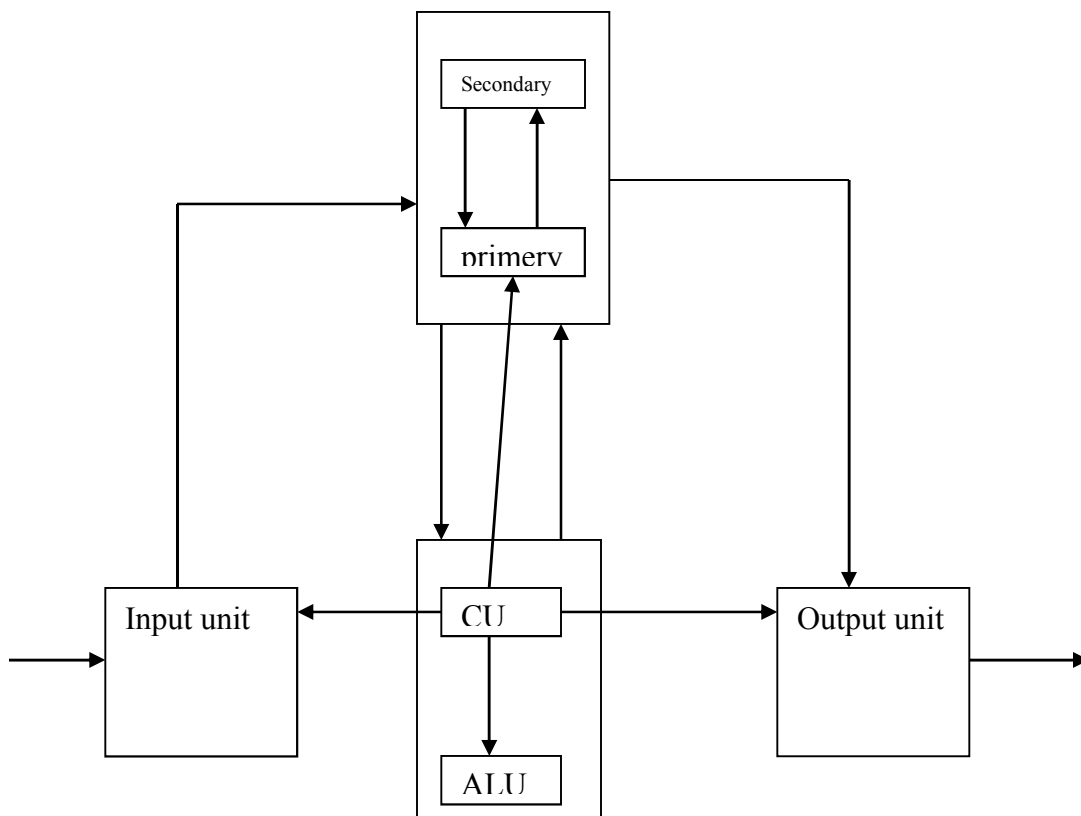 Secondary
primery
Input unit
CU
Output unit
ALU